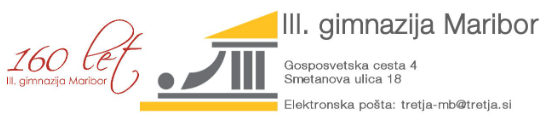 160 let
III. gimnazija Maribor
III. gimnazija Maribor
Gosposvetska cesta 4
Smetanova ulica 18
Elektronska pošta: tretja-mb@tretja.si